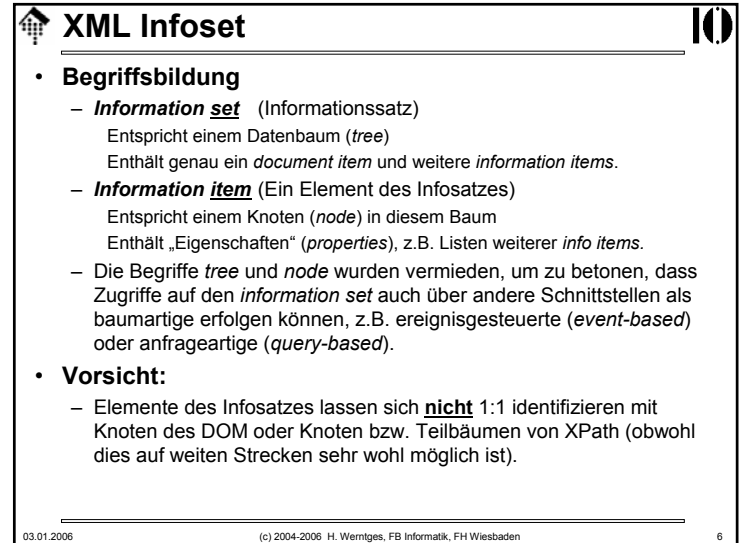 XML Infoset
• Begriffsbildung
– Information set (Informationssatz)
Entspricht einem Datenbaum (tree)
Enthält genau ein document item und weitere information items.
– Information item (Ein Element des Infosatzes)
Entspricht einem Knoten (node) in diesem Baum
Enthält „Eigenschaften“ (properties), z.B. Listen weiterer info items.
– Die Begriffe tree und node wurden vermieden, um zu betonen, dass
Zugriffe auf den information set auch über andere Schnittstellen als
baumartige erfolgen können, z.B. ereignisgesteuerte (event-based)
oder anfrageartige (query-based).
• Vorsicht:
– Elemente des Infosatzes lassen sich nicht 1:1 identifizieren mit
Knoten des DOM oder Knoten bzw. Teilbäumen von XPath (obwohl
dies auf weiten Strecken sehr wohl möglich ist).
03.01.2006 (c) 2004-2006 H. Werntges, FB Informatik, FH Wiesbaden 6